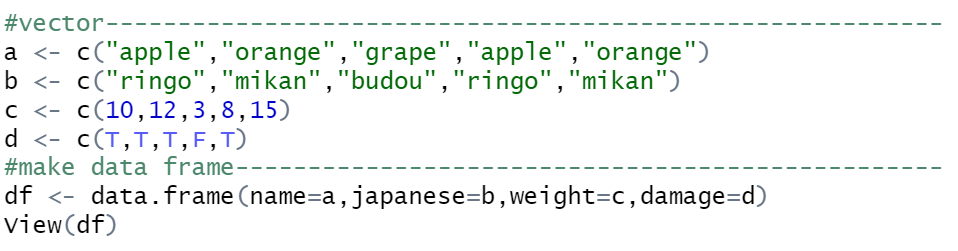 #vector----------------------------------------------------------
a <- c("apple","orange","grape","apple","orange")
b <- c("ringo","mikan","budou","ringo","mikan")
c <- c(10,12,3,8,15)
d <- c(T,T,T,F,T)
#make data frame-------------------------------------------------
df <- data.frame(name=a,japanese=b,weight=c,damage=d)
View(df)